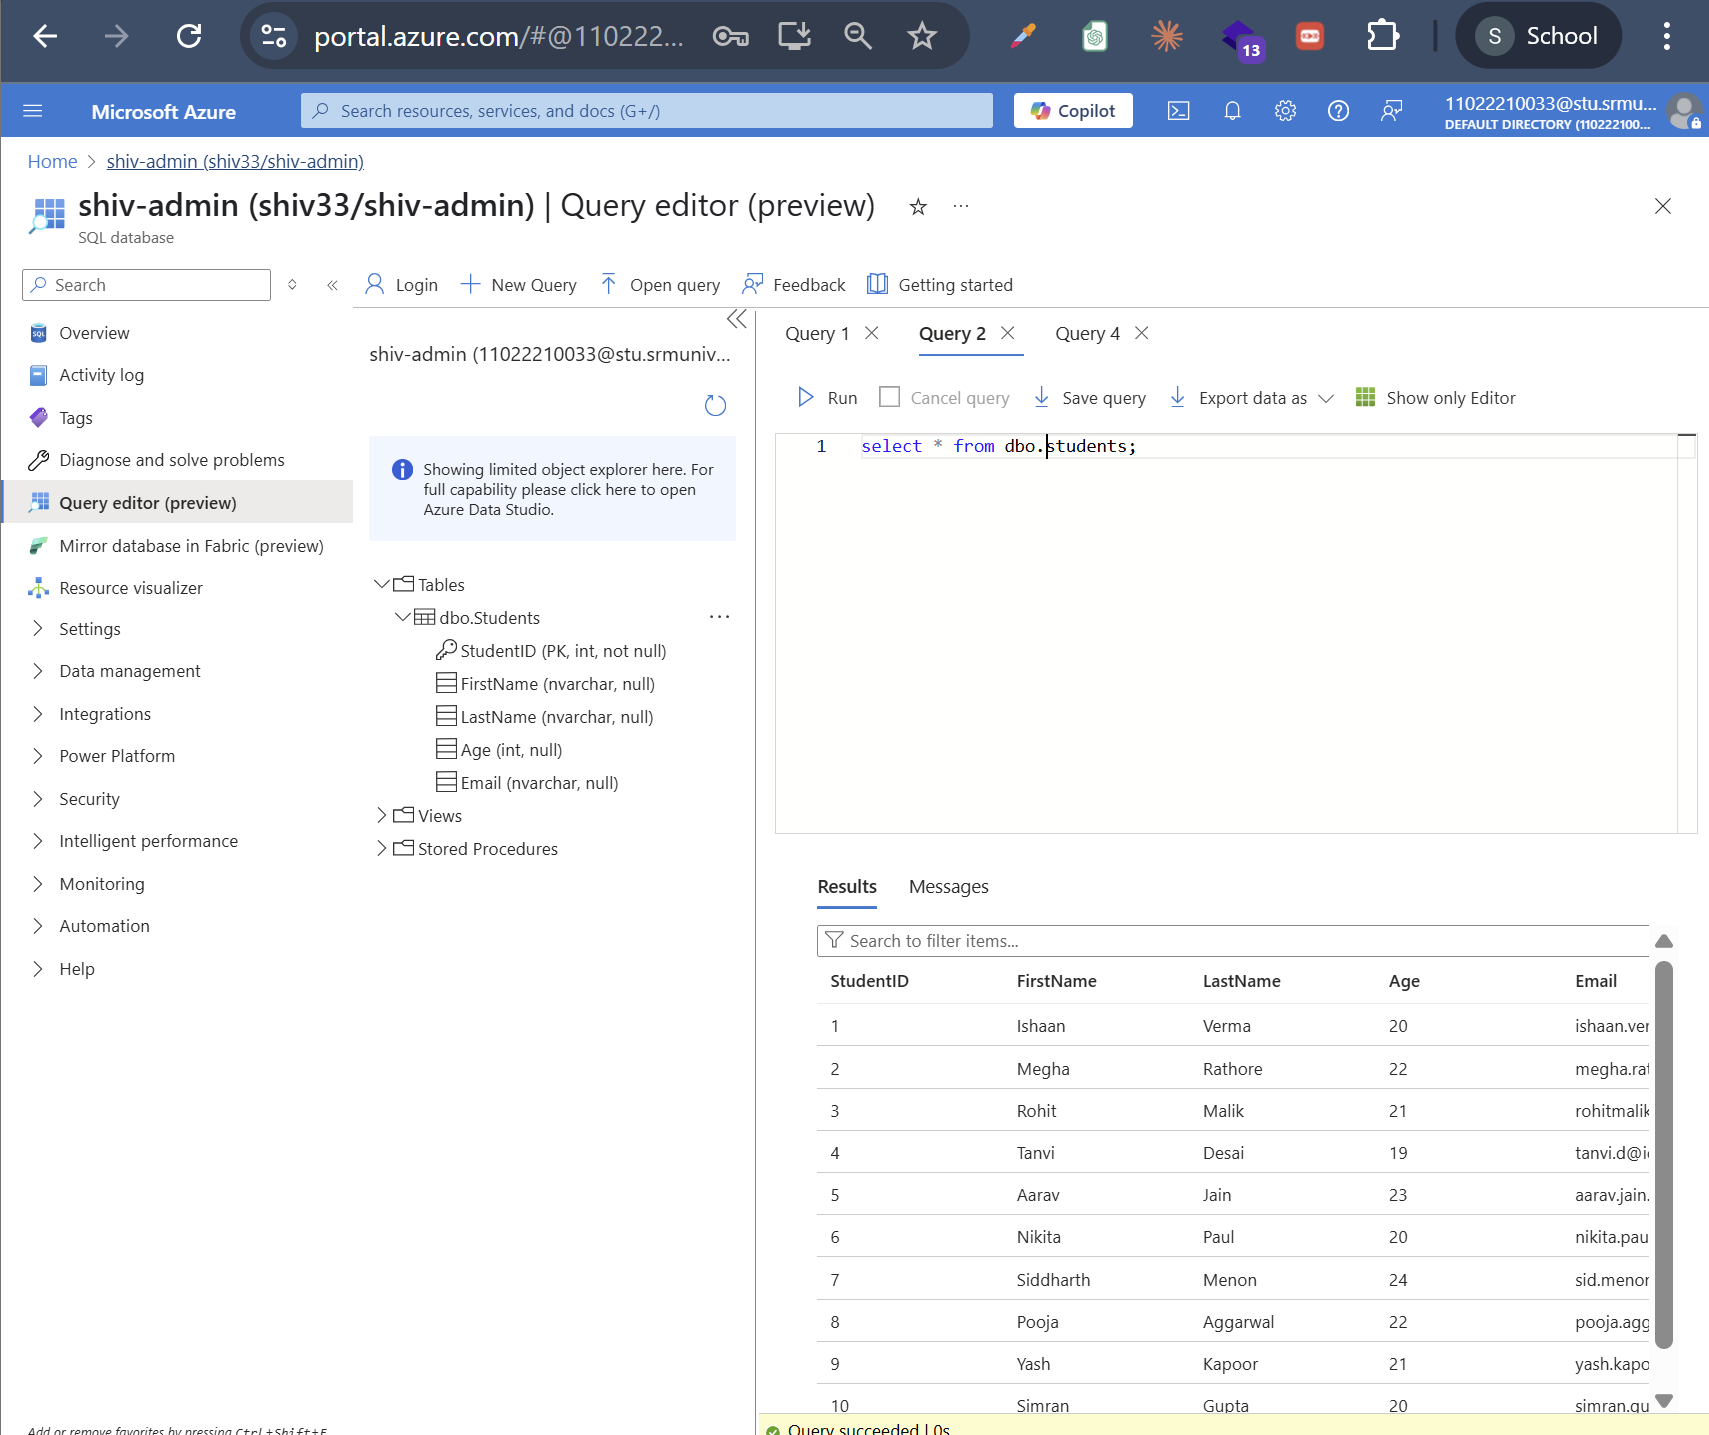 portal.azure.com/#@110222...
13
S School
Microsoft Azure
Search resources, services, and docs (G+/)
Copilot
11022210033@stu.srmu...
DEFAULT DIRECTORY (110222100...
Home > shiv-admin (shiv33/shiv-admin)
shiv-admin (shiv33/shiv-admin) | Query editor (preview)
SQL database
Search
Overview
Activity log
Tags
Diagnose and solve problems
Query editor (preview)
Mirror database in Fabric (preview)
Resource visualizer
Settings
Data management
Integrations
Power Platform
Security
Intelligent performance
Monitoring
Automation
Help
Add or remove favorites by pressing Ctrl+Shift+F
Login New Query Open query Feedback Getting started
shiv-admin (11022210033@stu.srmuniv...
Showing limited object explorer here. For
full capability please click here to open
Azure Data Studio.
Tables
dbo.Students
StudentID (PK, int, not null)
FirstName (nvarchar, null)
LastName (nvarchar, null)
Age (int, null)
Email (nvarchar, null)
Views
Stored Procedures
Query 1 Query 2 Query 4
Run Cancel query Save query Export data as Show only Editor
1 select * from dbo.students;
Results Messages
Search to filter items...
StudentID FirstName LastName Age Email
1 Ishaan Verma 20 ishaan.ver
2 Megha Rathore 22 megha.rat
3 Rohit Malik 21 rohitmalik
4 Tanvi Desai 19 tanvi.d@i
5 Aarav Jain 23 aarav.jain.
6 Nikita Paul 20 nikita.pau
7 Siddharth Menon 24 sid.menon
8 Pooja Aggarwal 22 pooja.agg
9 Yash Kapoor 21 yash.kapo
10 Simran Gupta 20 simran.gu
Query succeeded | 0s